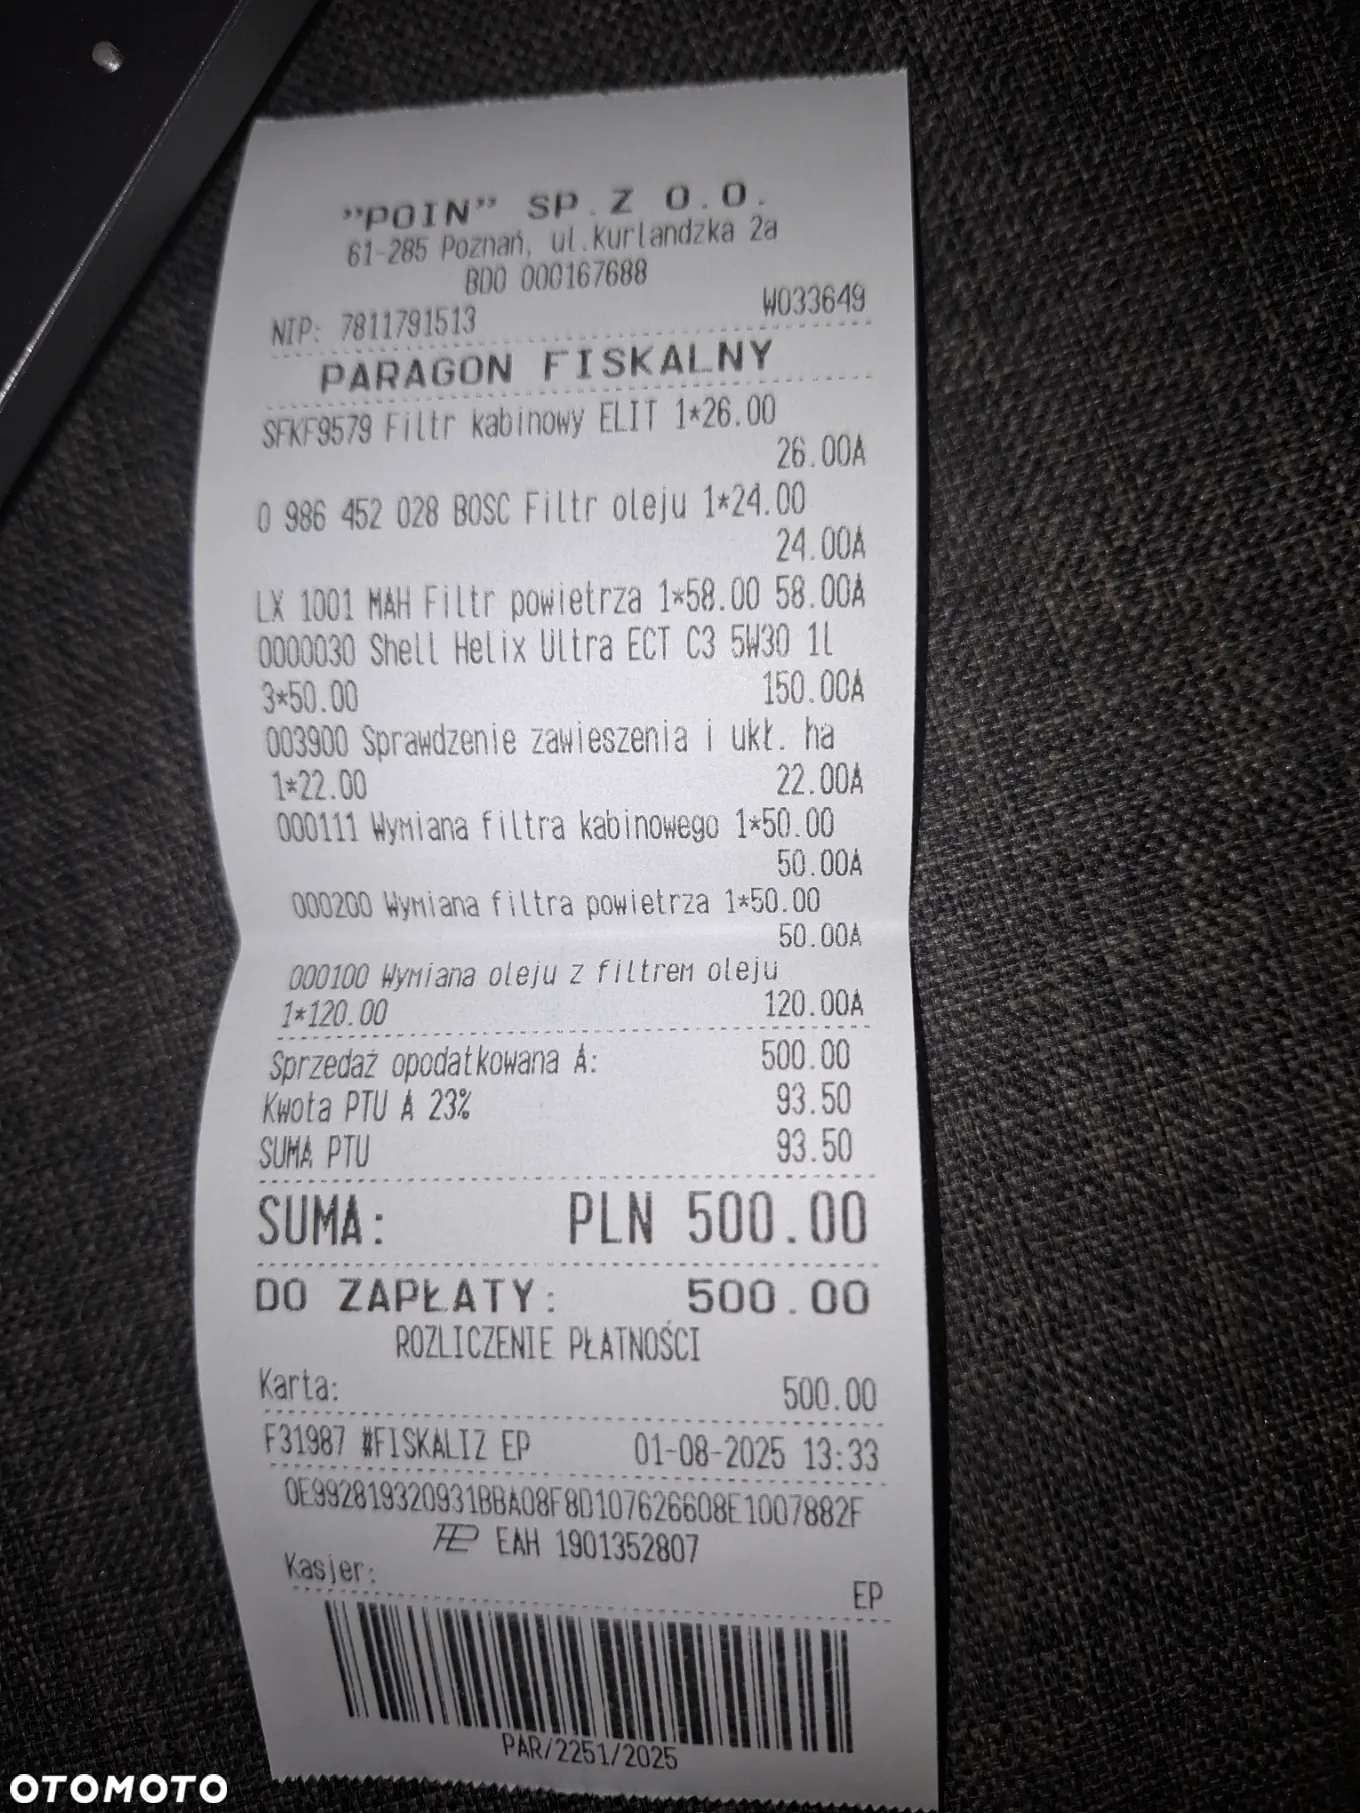 "POIN" SP.Z O.O.
61-285 Poznań, ul.Kurlandzka 2a
BDO 000167688
NIP: 7811791513 W033649
PARAGON FISKALNY
SFKF9579 Filtr kabinowy ELIT 1*26.00
26.00A
0 986 452 028 BOSC Filtr oleju 1*24.00
24.00A
LX 1001 MAH Filtr powietrza 1*58.00 58.00A
0000030 Shell Helix Ultra ECT C3 5W30 1l
3*50.00 150.00A
003900 Sprawdzenie zawieszenia i ukł. ha
1*22.00 22.00A
000111 Wymiana filtra kabinowego 1*50.00
50.00A
000200 Wymiana filtra powietrza 1*50.00
50.00A
000100 Wymiana oleju z filtrem oleju
1*120.00 120.00A
Sprzedaż opodatkowana A: 500.00
Kwota PTU A 23% 93.50
SUMA PTU 93.50
SUMA: PLN 500.00
DO ZAPŁATY: 500.00
ROZLICZENIE PŁATNOŚCI
Karta: 500.00
F31987 #FISKALIZ EP 01-08-2025 13:33
0E992819320931BBA08F8D107626608E1007882F
EAH 1901352807
Kasjer: EP
PAR/2251/2025
OTOMOTO